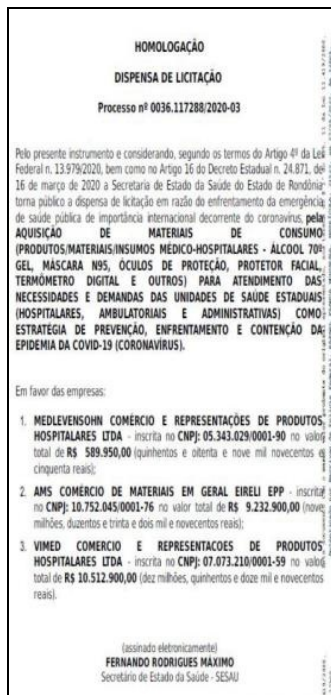 HOMOLOGAÇÃO
DISPENSA DE LICITAÇÃO
Processo nº 0036.117288/2020-03
Pelo presente instrumento e considerando, segundo os termos do Artigo 4º da Lei
Federal n. 13.979/2020, bem como no Artigo 16 do Decreto Estadual n. 24.871, de
16 de março de 2020 a Secretaria de Estado da Saúde do Estado de Rondônia
torna público a dispensa de licitação em razão do enfrentamento da emergência
de saúde pública de importância internacional decorrente do coronavírus, pela
AQUISIÇÃO DE MATERIAIS DE CONSUMO
(PRODUTOS/MATERIAIS/INSUMOS MÉDICO-HOSPITALARES - ÁLCOOL 70º
GEL, MÁSCARA N95, ÓCULOS DE PROTEÇÃO, PROTETOR FACIAL,
TERMÔMETRO DIGITAL E OUTROS) PARA ATENDIMENTO DAS
NECESSIDADES E DEMANDAS DAS UNIDADES DE SAÚDE ESTADUAIS
(HOSPITALARES, AMBULATORIAIS E ADMINISTRATIVAS) COMO
ESTRATÉGIA DE PREVENÇÃO, ENFRENTAMENTO E CONTENÇÃO DA
EPIDEMIA DA COVID-19 (CORONAVÍRUS).
Em favor das empresas:
1. MEDLEVENSOHN COMÉRCIO E REPRESENTAÇÕES DE PRODUTOS
HOSPITALARES LTDA - inscrita no CNPJ: 05.343.029/0001-90 no valor
total de R$ 589.950,00 (quinhentos e oitenta e nove mil novecentos e
cinquenta reais);
2. AMS COMÉRCIO DE MATERIAIS EM GERAL EIRELI EPP - inscrita
no CNPJ: 10.752.045/0001-76 no valor total de R$ 9.232,900,00 (nove
milhões, duzentos e trinta e dois mil e novecentos reais);
3. VIMED COMERCIO E REPRESENTACOES DE PRODUTOS
HOSPITALARES LTDA - inscrita no CNPJ: 07.073.210/0001-59 no valor
total de R$ 10.512.900,00 (dez milhões, quinhentos e doze mil e novecentos
reais).
(assinado eletronicamente)
FERNANDO RODRIGUES MÁXIMO
Secretário de Estado da Saúde - SESAU